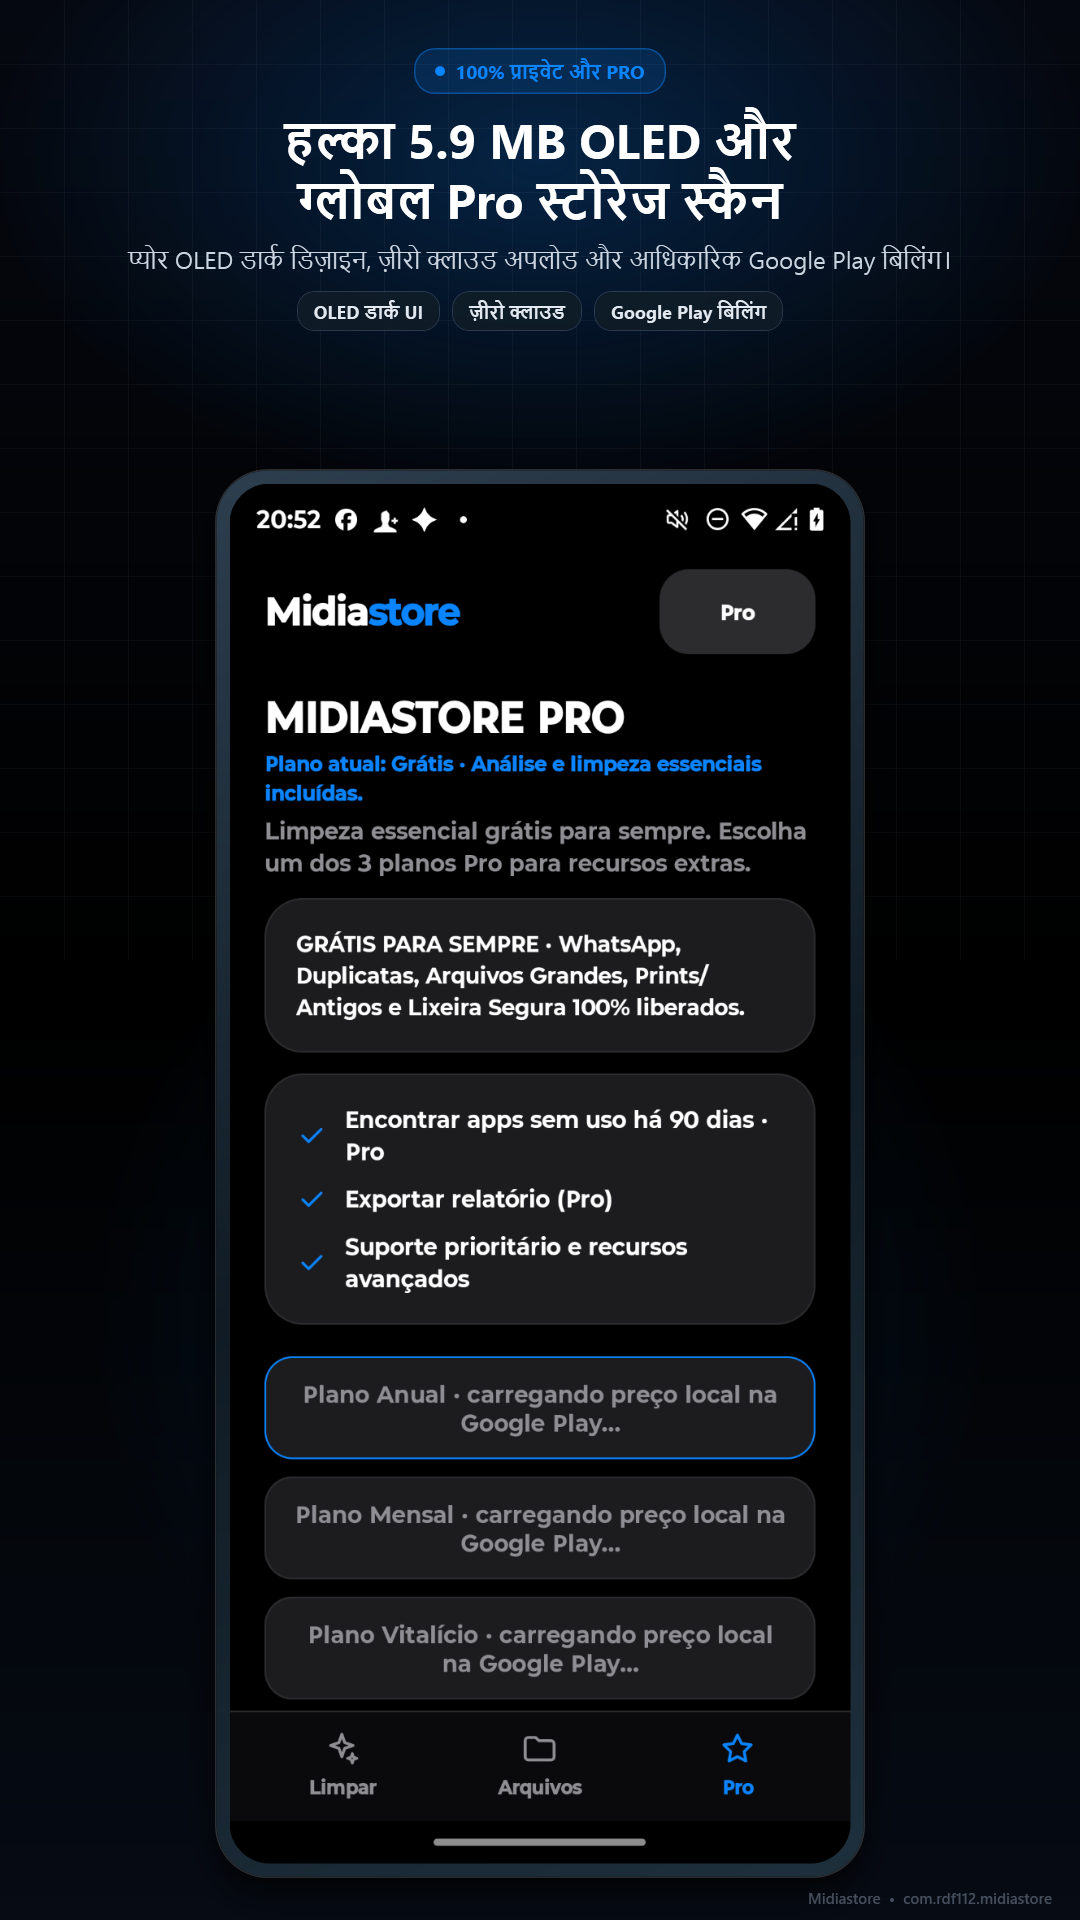 100% प्राइवेट और PRO
हल्का 5.9 MB OLED और
ग्लोबल Pro स्टोरेज स्कैन
प्योर OLED डार्क डिज़ाइन, ज़ीरो क्लाउड अपलोड और आधिकारिक Google Play बिलिंग।
OLED डार्क UI
ज़ीरो क्लाउड
Google Play बिलिंग
20:52
Midiastore
Pro
MIDIASTORE PRO
Plano atual: Grátis · Análise e limpeza essenciais
incluídas.
Limpeza essencial grátis para sempre. Escolha
um dos 3 planos Pro para recursos extras.
GRÁTIS PARA SEMPRE · WhatsApp,
Duplicatas, Arquivos Grandes, Prints/
Antigos e Lixeira Segura 100% liberados.
Encontrar apps sem uso há 90 dias ·
Pro
Exportar relatório (Pro)
Suporte prioritário e recursos
avançados
Plano Anual · carregando preço local na
Google Play...
Plano Mensal · carregando preço local na
Google Play...
Plano Vitalício · carregando preço local
na Google Play...
Limpar
Arquivos
Pro
Midiastore • com.rdf112.midiastore